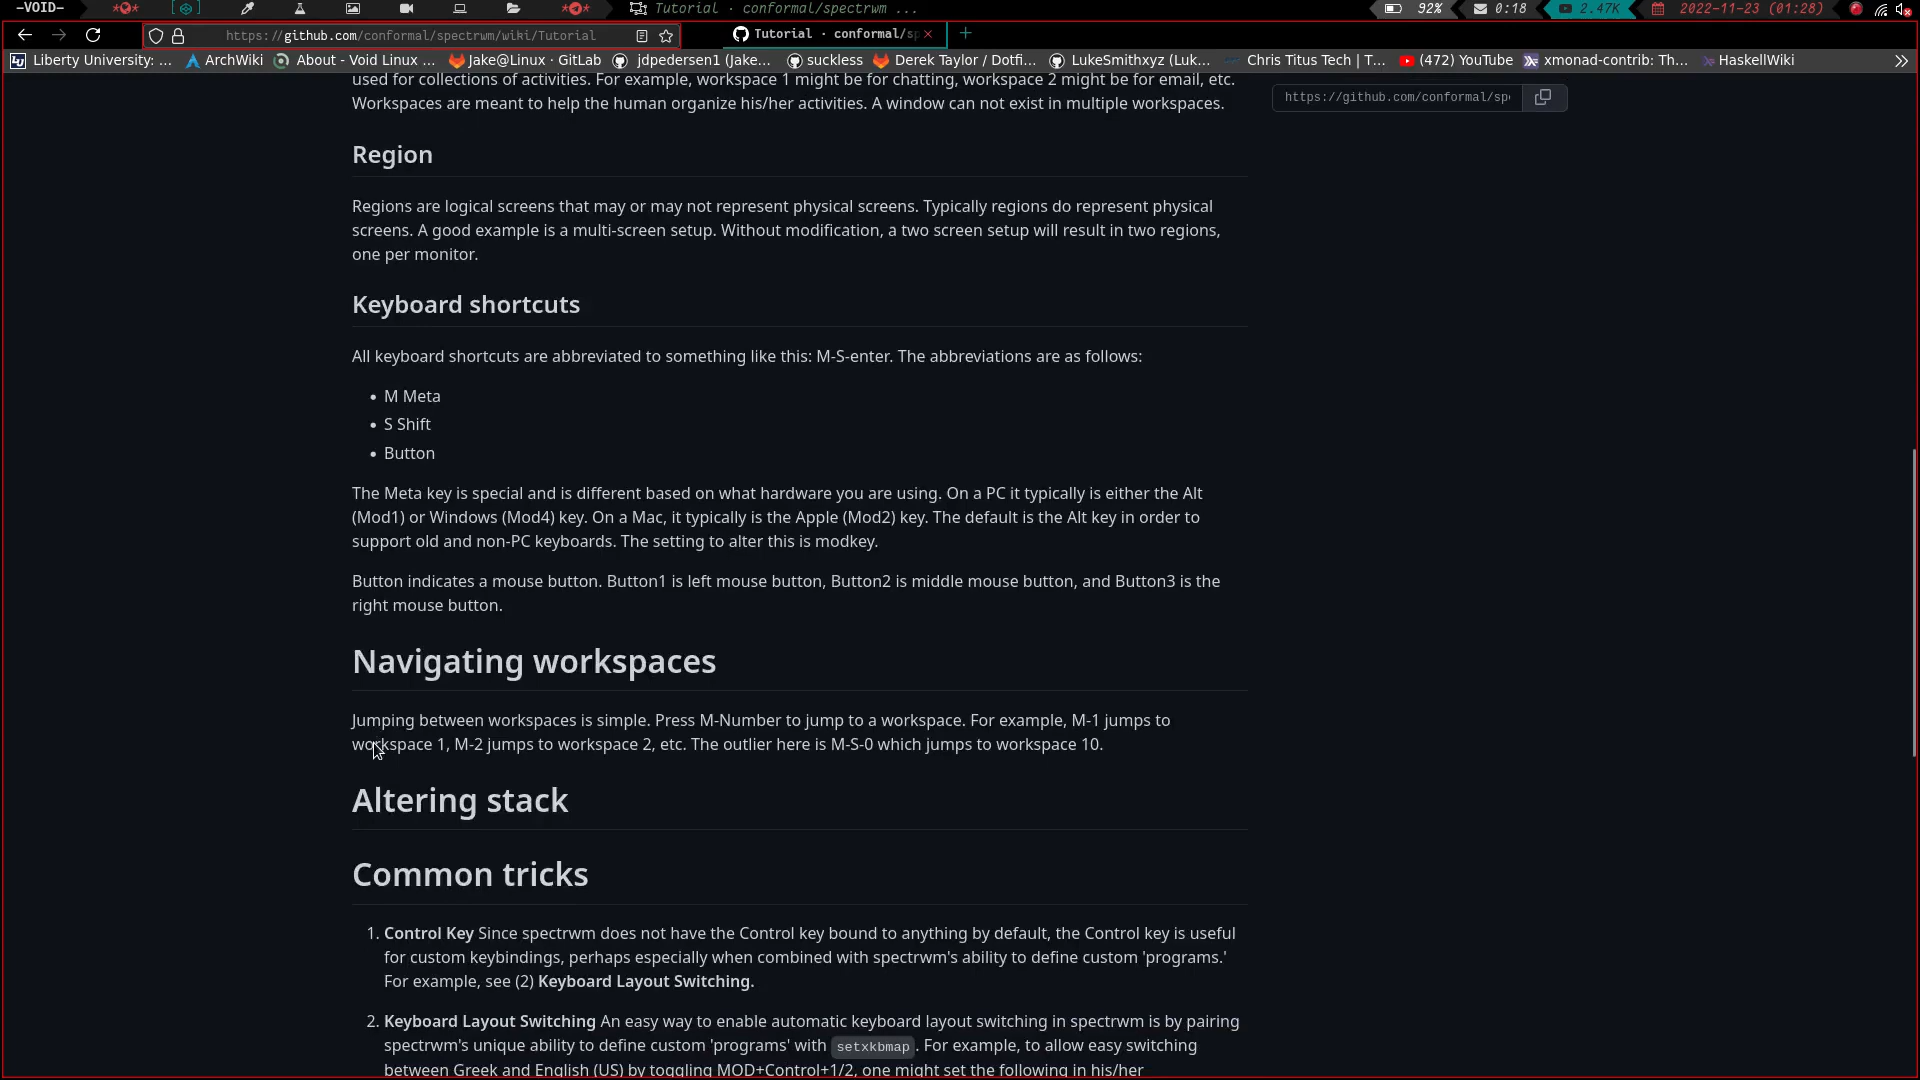 —VOID—
Tutorial · conformal/spectrwm ...
92%
0:18
2.47K
2022-11-23 (01:28)
https://github.com/conformal/spectrwm/wiki/Tutorial
Tutorial · conformal/sp
Liberty University: ...
ArchWiki
About - Void Linux ...
Jake@Linux · GitLab
jdpedersen1 (Jake...
suckless
Derek Taylor / Dotfi...
LukeSmithxyz (Luk...
Chris Titus Tech | T...
(472) YouTube
xmonad-contrib: Th...
HaskellWiki
used for collections of activities. For example, workspace 1 might be for chatting, workspace 2 might be for email, etc.
Workspaces are meant to help the human organize his/her activities. A window can not exist in multiple workspaces.
https://github.com/conformal/sp
Region
Regions are logical screens that may or may not represent physical screens. Typically regions do represent physical
screens. A good example is a multi-screen setup. Without modification, a two screen setup will result in two regions,
one per monitor.
Keyboard shortcuts
All keyboard shortcuts are abbreviated to something like this: M-S-enter. The abbreviations are as follows:
• M Meta
• S Shift
• Button
The Meta key is special and is different based on what hardware you are using. On a PC it typically is either the Alt
(Mod1) or Windows (Mod4) key. On a Mac, it typically is the Apple (Mod2) key. The default is the Alt key in order to
support old and non-PC keyboards. The setting to alter this is modkey.
Button indicates a mouse button. Button1 is left mouse button, Button2 is middle mouse button, and Button3 is the
right mouse button.
Navigating workspaces
Jumping between workspaces is simple. Press M-Number to jump to a workspace. For example, M-1 jumps to
workspace 1, M-2 jumps to workspace 2, etc. The outlier here is M-S-0 which jumps to workspace 10.
Altering stack
Common tricks
1. Control Key Since spectrwm does not have the Control key bound to anything by default, the Control key is useful
for custom keybindings, perhaps especially when combined with spectrwm's ability to define custom 'programs.'
For example, see (2) Keyboard Layout Switching.
2. Keyboard Layout Switching An easy way to enable automatic keyboard layout switching in spectrwm is by pairing
spectrwm's unique ability to define custom 'programs' with setxkbmap. For example, to allow easy switching
between Greek and English (US) by toggling MOD+Control+1/2, one might set the following in his/her